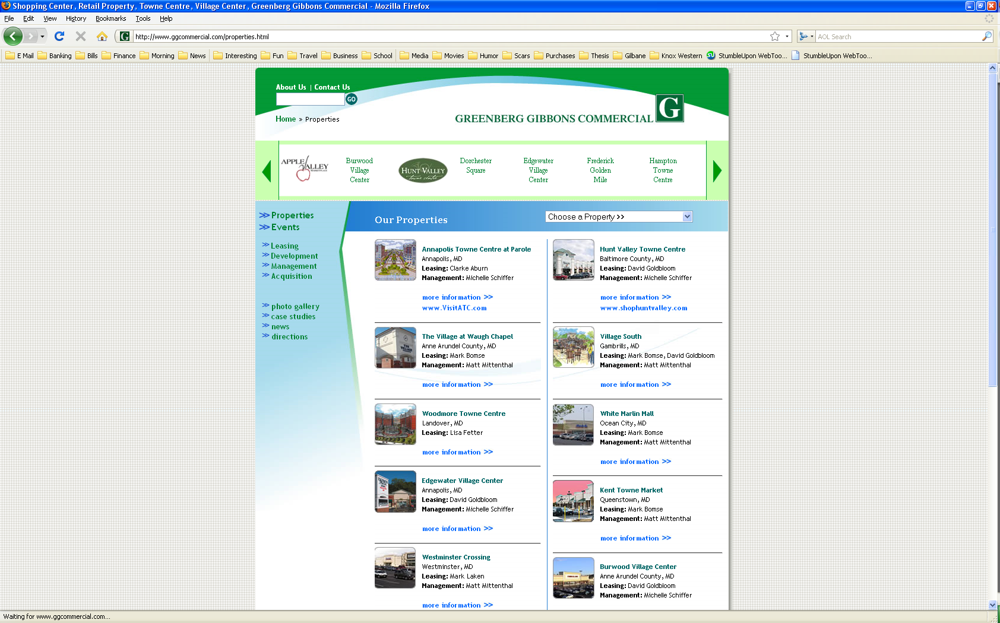 Shopping Center, Retail Property, Towne Centre, Village Center, Greenberg Gibbons Commercial - Mozilla Firefox
File Edit View History Bookmarks Tools Help
http://www.ggcommercial.com/properties.html
AOL Search
E Mail Banking Bills Finance Morning News Interesting Fun Travel Business School Media Movies Humor Scars Purchases Thesis Gilbane Knox Western StumbleUpon WebToo... StumbleUpon WebToo...
About Us | Contact Us
GO
Home » Properties
GREENBERG GIBBONS COMMERCIAL G
APPLE VALLEY
Burwood
Village
Center
HUNT VALLEY
towne centre
Dorchester
Square
Edgewater
Village
Center
Frederick
Golden
Mile
Hampton
Towne
Centre
>> Properties
>> Events
>> Leasing
>> Development
>> Management
>> Acquisition
>> photo gallery
>> case studies
>> news
>> directions
Our Properties
Choose a Property >>
Annapolis Towne Centre at Parole
Annapolis, MD
Leasing: Clarke Aburn
Management: Michelle Schiffer
more information >>
www.VisitATC.com
Hunt Valley Towne Centre
Baltimore County, MD
Leasing: David Goldbloom
Management: Michelle Schiffer
more information >>
www.shophuntvalley.com
The Village at Waugh Chapel
Anne Arundel County, MD
Leasing: Mark Bomse
Management: Matt Mittenthal
more information >>
Village South
Gambrills, MD
Leasing: Mark Bomse, David Goldbloom
Management: Matt Mittenthal
more information >>
Woodmore Towne Centre
Landover, MD
Leasing: Lisa Fetter
more information >>
White Marlin Mall
Ocean City, MD
Leasing: Mark Bomse
Management: Matt Mittenthal
more information >>
Edgewater Village Center
Annapolis, MD
Leasing: David Goldbloom
Management: Michelle Schiffer
more information >>
Kent Towne Market
Queenstown, MD
Leasing: Mark Bomse
Management: Matt Mittenthal
more information >>
Westminster Crossing
Westminster, MD
Leasing: Mark Laken
Management: Matt Mittenthal
more information >>
Burwood Village Center
Anne Arundel County, MD
Leasing: David Goldbloom
Management: Michelle Schiffer
Waiting for www.ggcommercial.com...